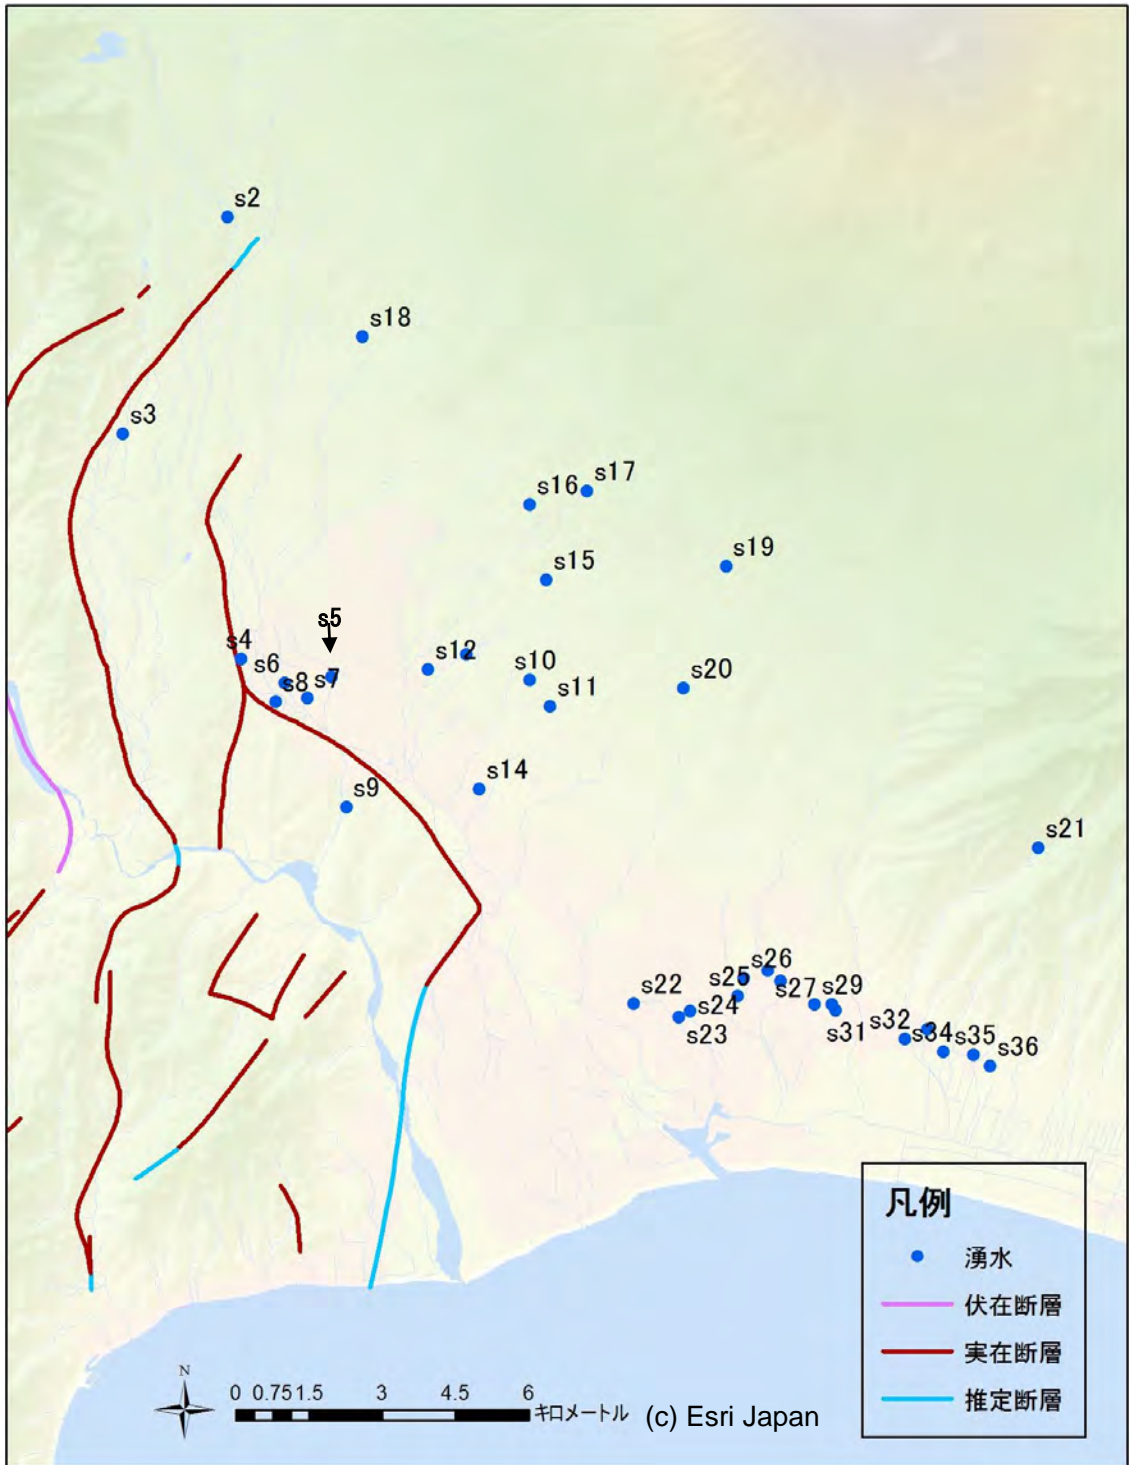 s2
s18
s3
s17
s16
s19
s15
s5
s4
s12
s6
s10
s20
s7
s8
s11
s14
s9
s21
s26
s25
s22
s27
s29
s24
s32
s23
s31
s34
s35
s36
凡例
湧水
伏在断層
実在断層
推定断層
N
0 0.75 1.5 3 4.5 6
キロメートル
(c) Esri Japan